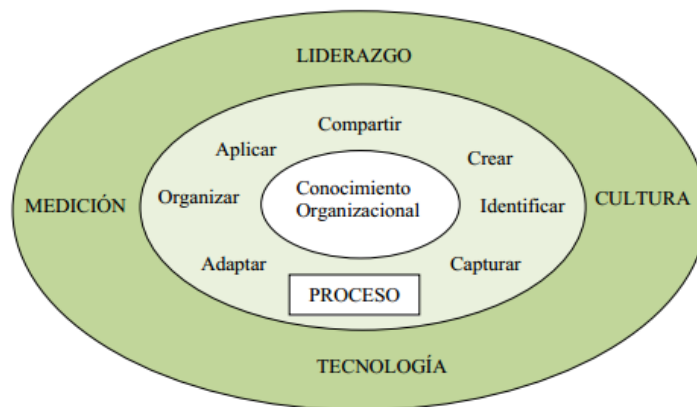 LIDERAZGO
Compartir
Aplicar
Crear
Conocimiento
Organizacional
Organizar
Identificar
MEDICIÓN
CULTURA
Adaptar
Capturar
PROCESO
TECNOLOGÍA